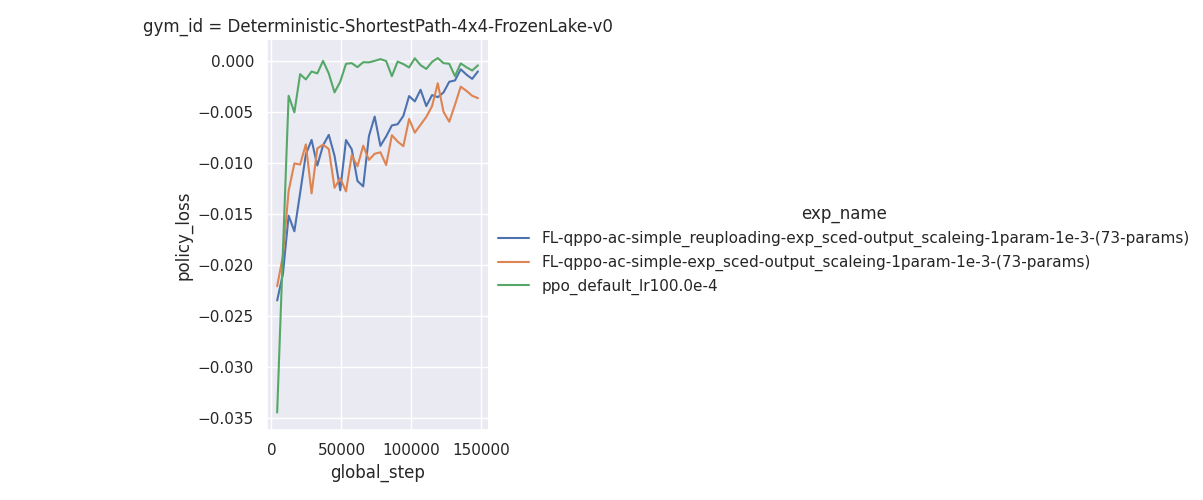 gym_id = Deterministic-ShortestPath-4x4-FrozenLake-v0
0.000
−0.005
−0.010
−0.015
−0.020
−0.025
−0.030
−0.035
policy_loss
0
50000
100000
150000
global_step
exp_name
FL-qppo-ac-simple_reuploading-exp_sced-output_scaleing-1param-1e-3-(73-params)
FL-qppo-ac-simple-exp_sced-output_scaleing-1param-1e-3-(73-params)
ppo_default_lr100.0e-4